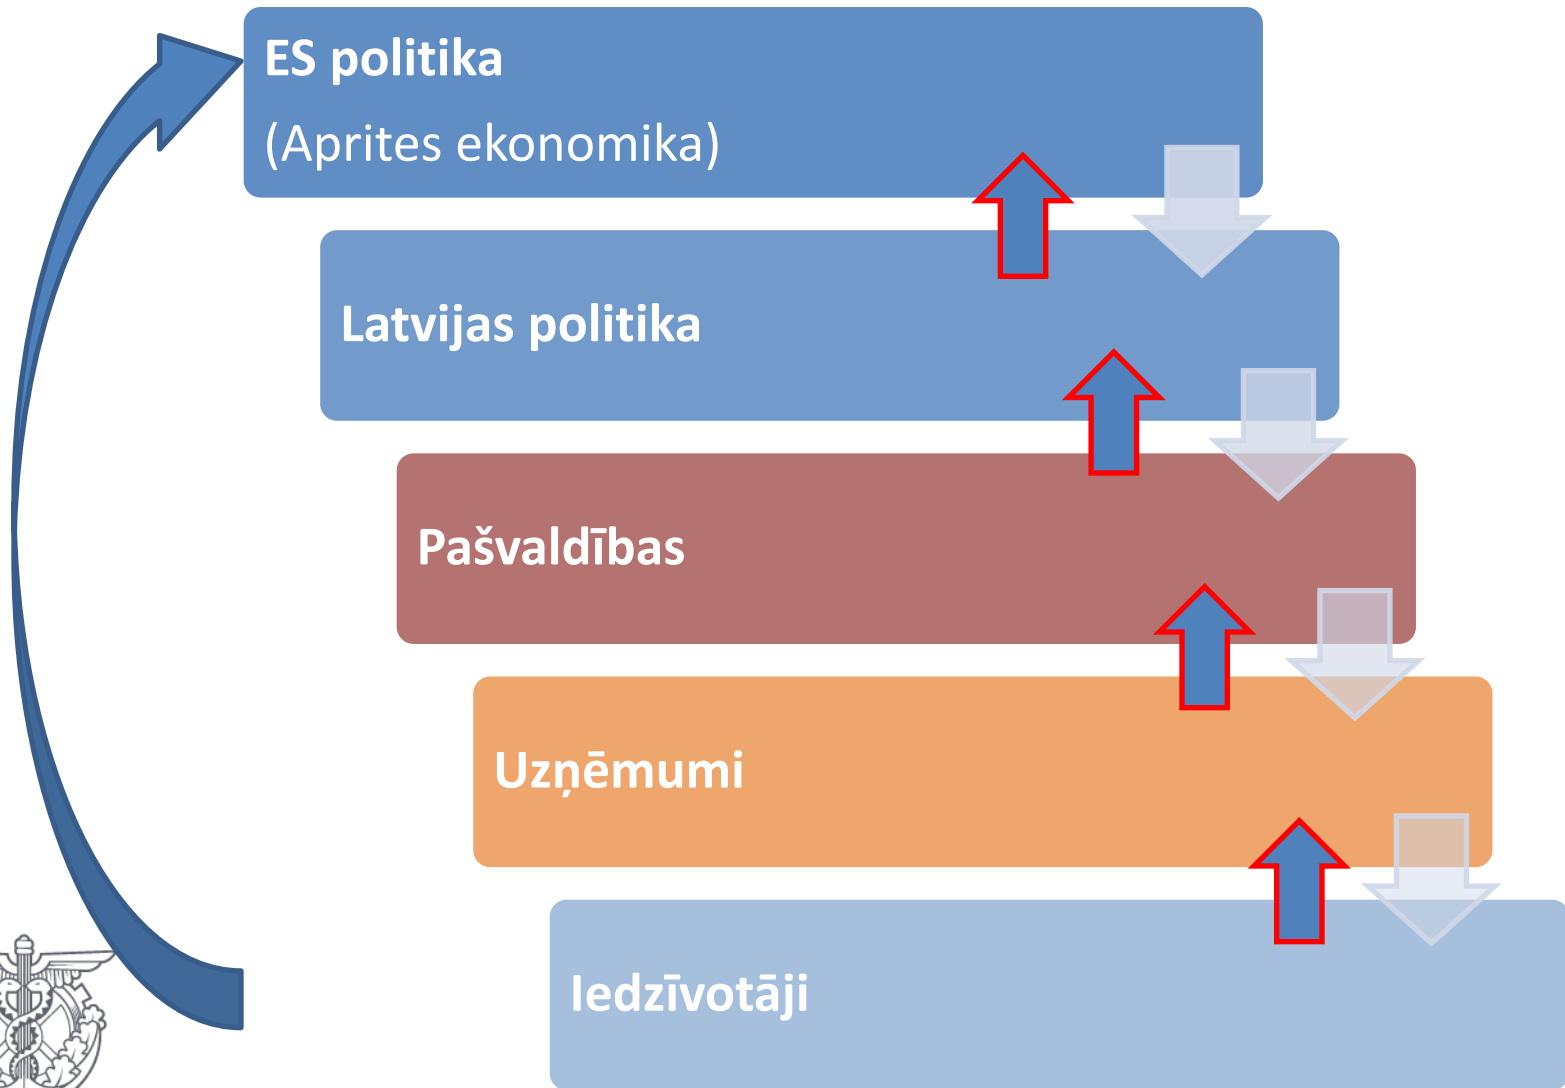 ES politika
(Aprites ekonomika)
Latvijas politika
Pašvaldības
Uzņēmumi
Iedzīvotāji